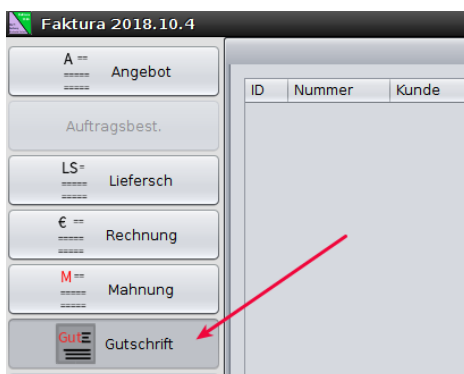 Faktura 2018.10.4
A ==
===== Angebot
=====
ID Nummer Kunde
Auftragsbest.
LS=
===== Liefersch
=====
€ ==
===== Rechnung
=====
M==
===== Mahnung
=====
Gut Gutschrift